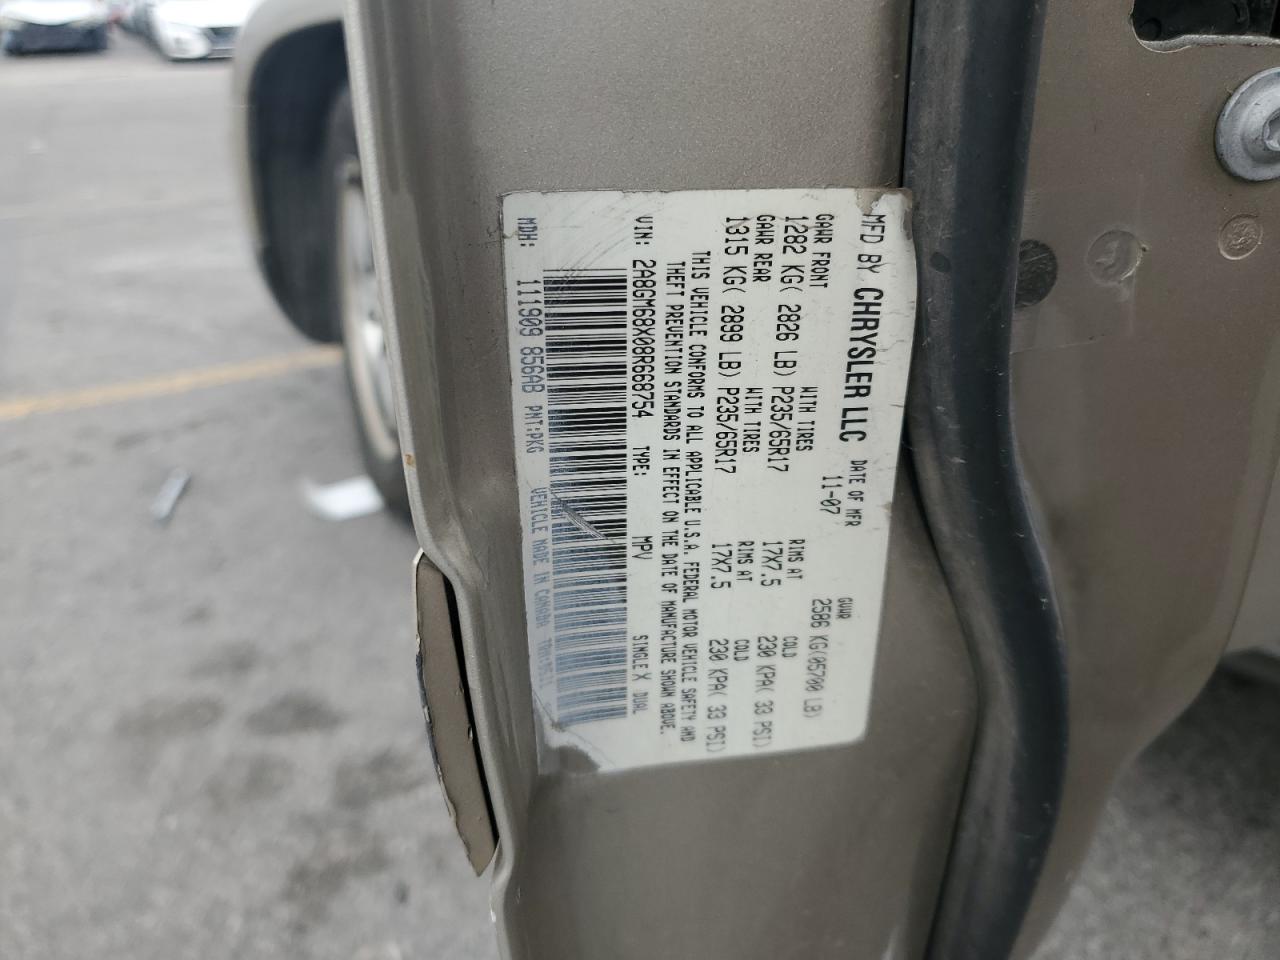 MFD BY CHRYSLER LLC DATE OF MFR 11-07 GVWR 2586 KG(05700 LB)
GAWR FRONT WITH TIRES RIMS AT COLD
1282 KG( 2826 LB) P235/65R17 17X7.5 230 KPA( 33 PSI)
GAWR REAR WITH TIRES RIMS AT COLD
1315 KG( 2899 LB) P235/65R17 17X7.5 230 KPA( 33 PSI)
THIS VEHICLE CONFORMS TO ALL APPLICABLE U.S.A. FEDERAL MOTOR VEHICLE SAFETY AND
THEFT PREVENTION STANDARDS IN EFFECT ON THE DATE OF MANUFACTURE SHOWN ABOVE.
VIN: 2A8GM68X08R668754 TYPE: MPV SINGLE X DUAL
MDH: 111909 856AB PNT:PKG VEHICLE MADE IN CANADA